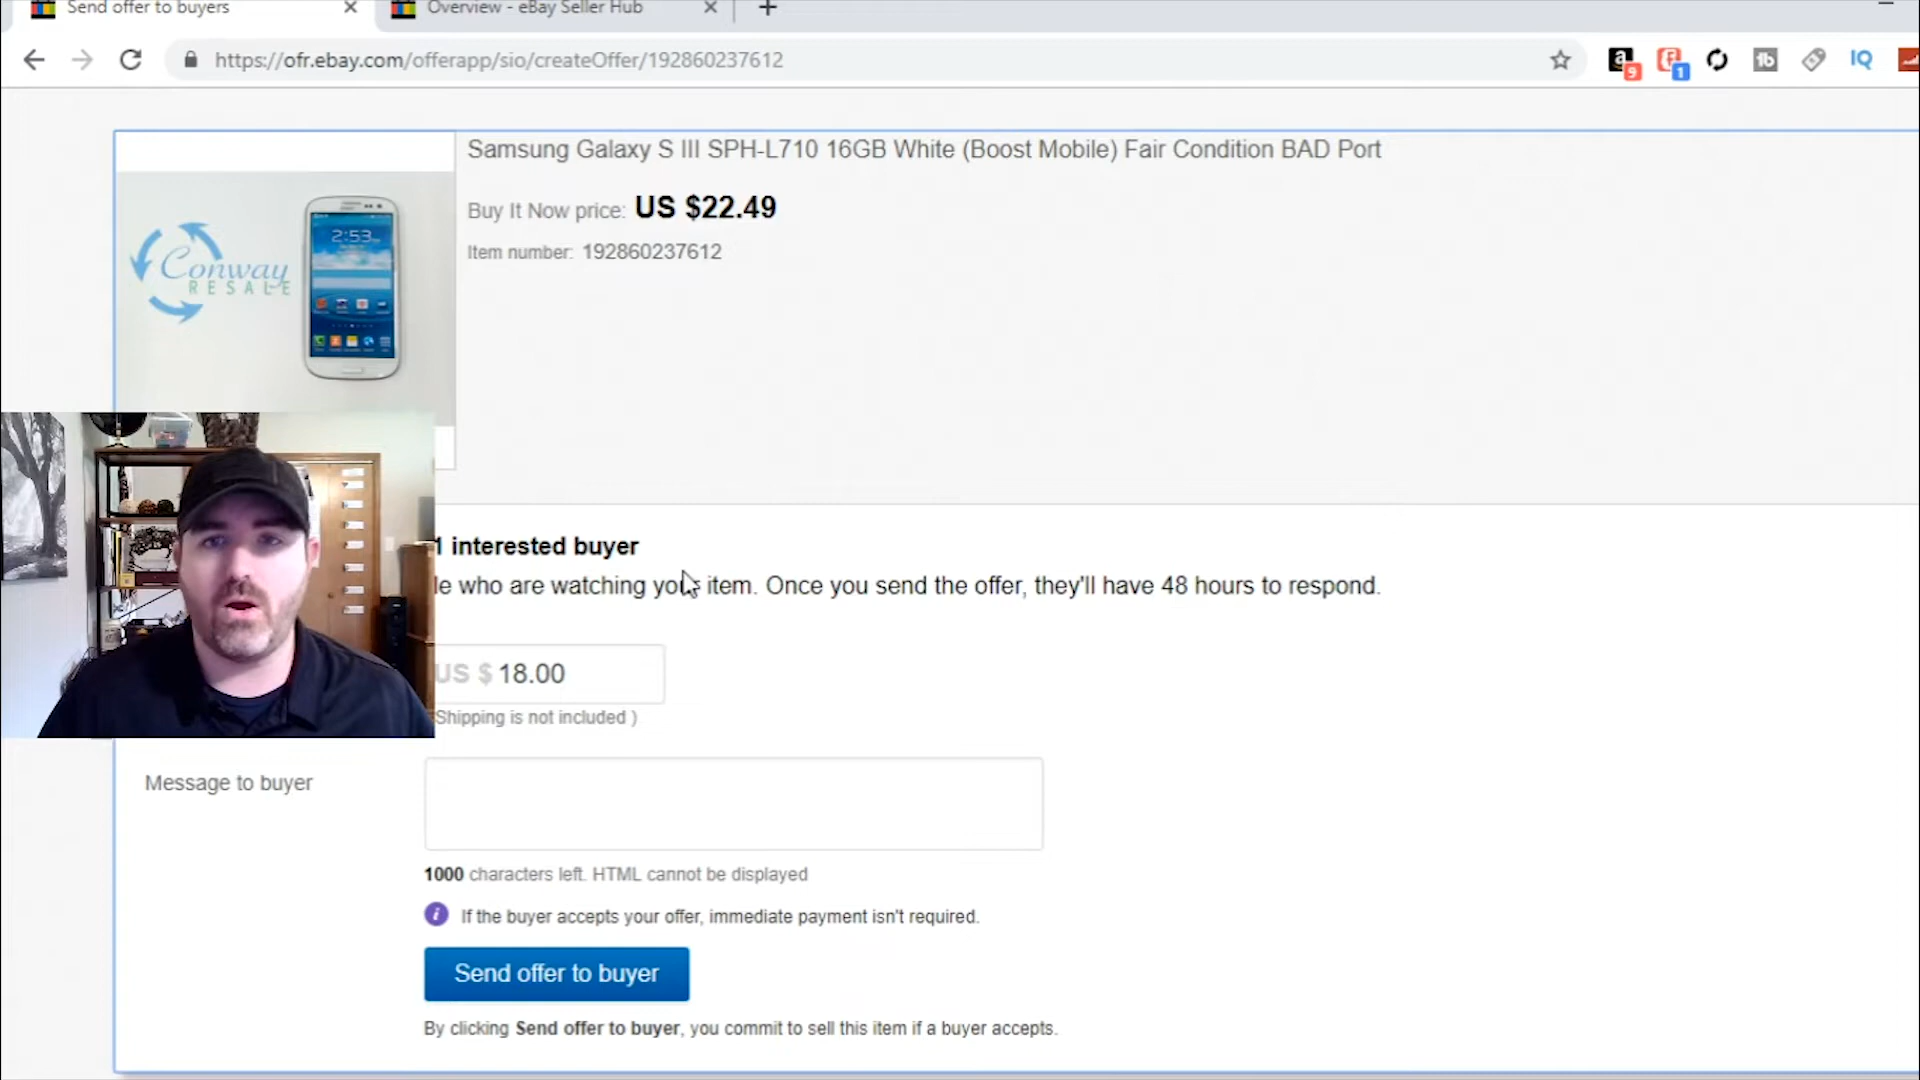 Send offer to buyers
Overview - eBay Seller Hub
https://ofr.ebay.com/offerapp/sio/createOffer/192860237612
a 9 1 tb IQ
Samsung Galaxy S III SPH-L710 16GB White (Boost Mobile) Fair Condition BAD Port
Buy It Now price: US $22.49
Item number: 192860237612
Conway
RESALE
2:53
1 interested buyer
le who are watching your item. Once you send the offer, they'll have 48 hours to respond.
US $ 18.00
Shipping is not included )
Message to buyer
1000 characters left. HTML cannot be displayed
i If the buyer accepts your offer, immediate payment isn't required.
Send offer to buyer
By clicking Send offer to buyer, you commit to sell this item if a buyer accepts.